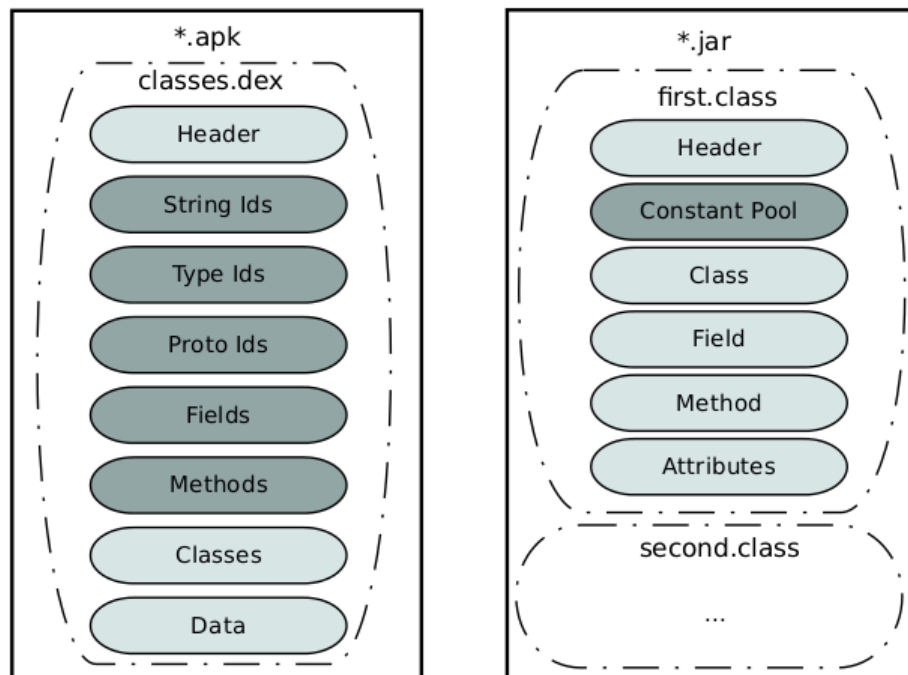 *.apk
classes.dex
Header
String Ids
Type Ids
Proto Ids
Fields
Methods
Classes
Data
*.jar
first.class
Header
Constant Pool
Class
Field
Method
Attributes
second.class
...